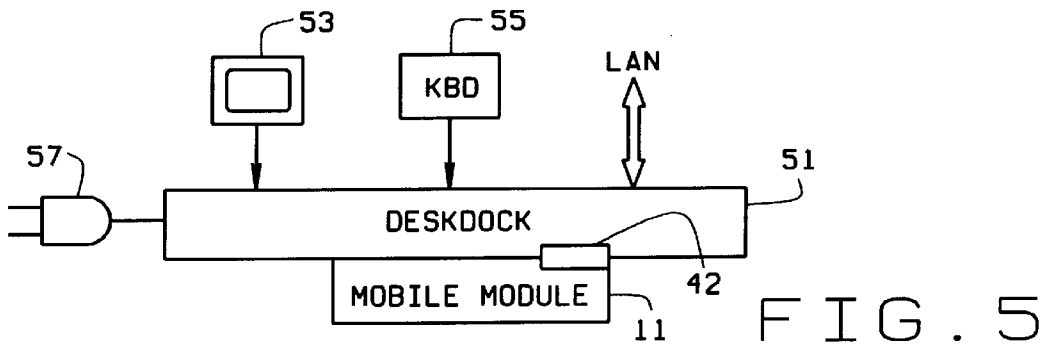 53
55
KBD
LAN
57
51
DESKDOCK
42
MOBILE MODULE
11
FIG. 5